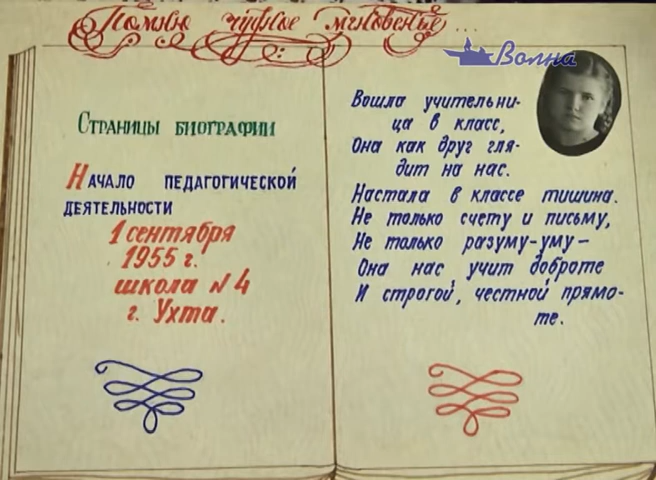 Помню чудное мгновенье...
Волна
Страницы биографии
Начало педагогической
деятельности
1 сентября
1955 г.
школа № 4
г. Ухта.
Вошла учительни-
ца в класс,
Она как друг гля-
дит на нас.
Настала в классе тишина.
Не только счету и письму,
Не только разуму-уму –
Она нас учит доброте
И строгой, честной прямо-
те.